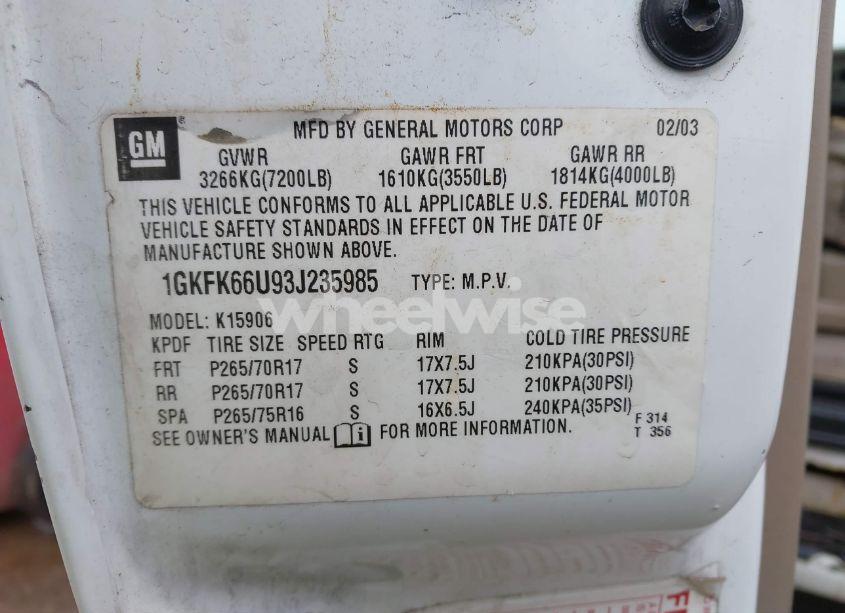 GM
MFD BY GENERAL MOTORS CORP 02/03
GVWR GAWR FRT GAWR RR
3266KG(7200LB) 1610KG(3550LB) 1814KG(4000LB)
THIS VEHICLE CONFORMS TO ALL APPLICABLE U.S. FEDERAL MOTOR
VEHICLE SAFETY STANDARDS IN EFFECT ON THE DATE OF
MANUFACTURE SHOWN ABOVE.
1GKFK66U93J235985 TYPE: M.P.V.
wheelwise
MODEL: K15906
KPDF TIRE SIZE SPEED RTG RIM COLD TIRE PRESSURE
FRT P265/70R17 S 17X7.5J 210KPA(30PSI)
RR P265/70R17 S 17X7.5J 210KPA(30PSI)
SPA P265/75R16 S 16X6.5J 240KPA(35PSI)
SEE OWNER'S MANUAL i FOR MORE INFORMATION.
F 314
T 356